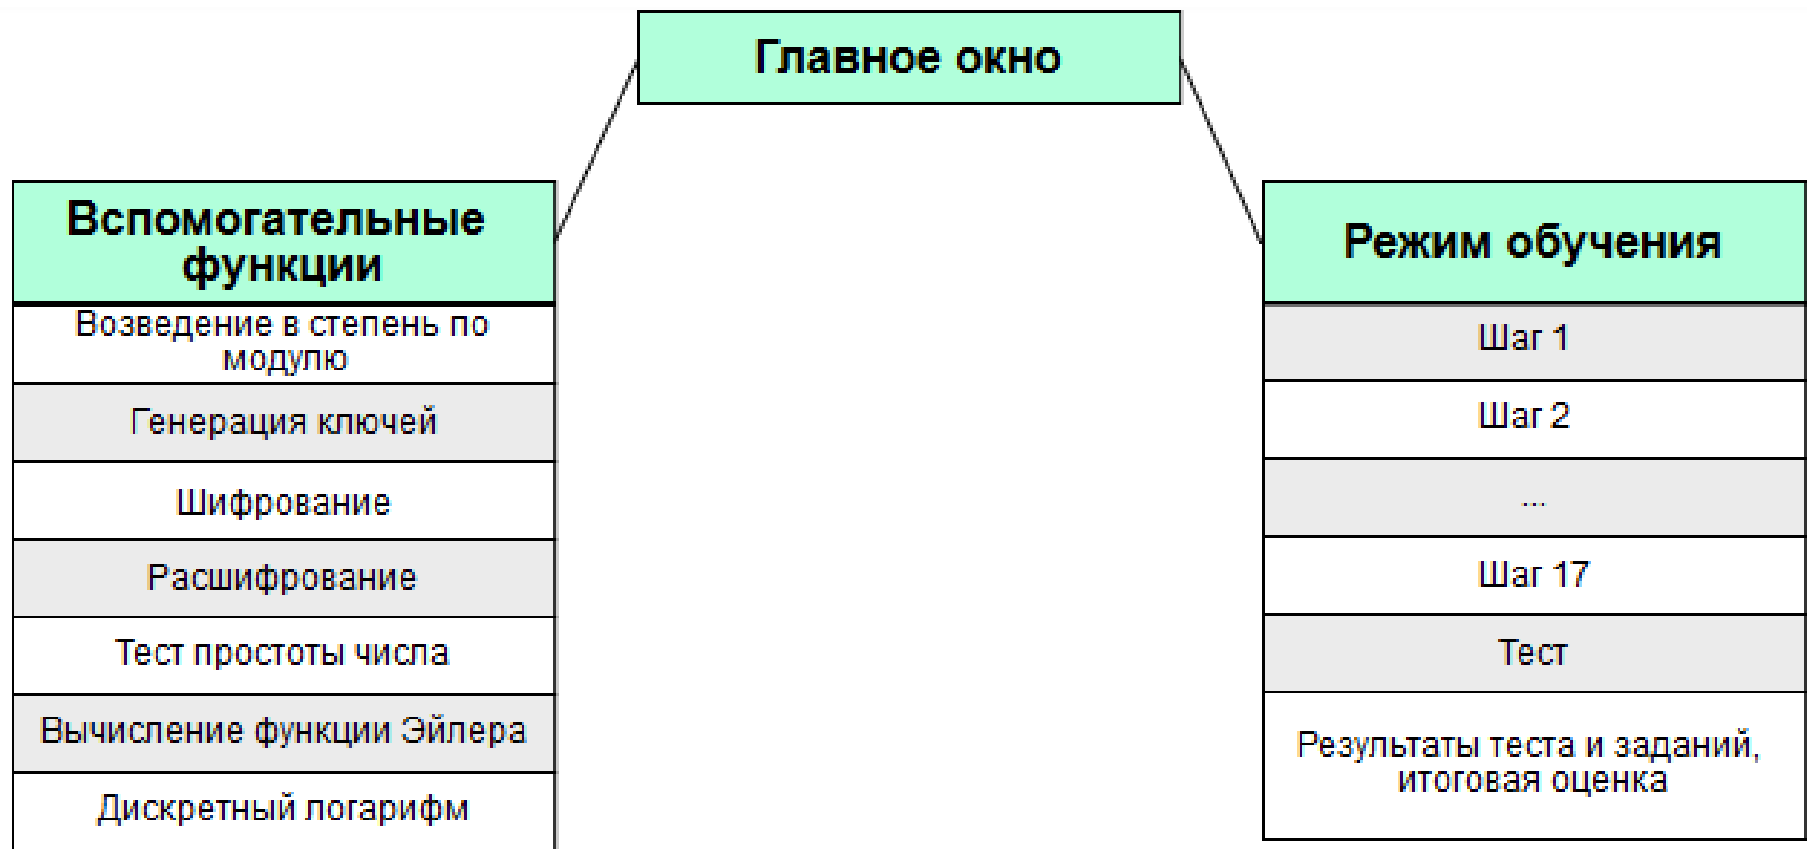 Главное окно
Вспомогательные
функции
Возведение в степень по
модулю
Генерация ключей
Шифрование
Расшифрование
Тест простоты числа
Вычисление функции Эйлера
Дискретный логарифм
Режим обучения
Шаг 1
Шаг 2
...
Шаг 17
Тест
Результаты теста и заданий,
итоговая оценка